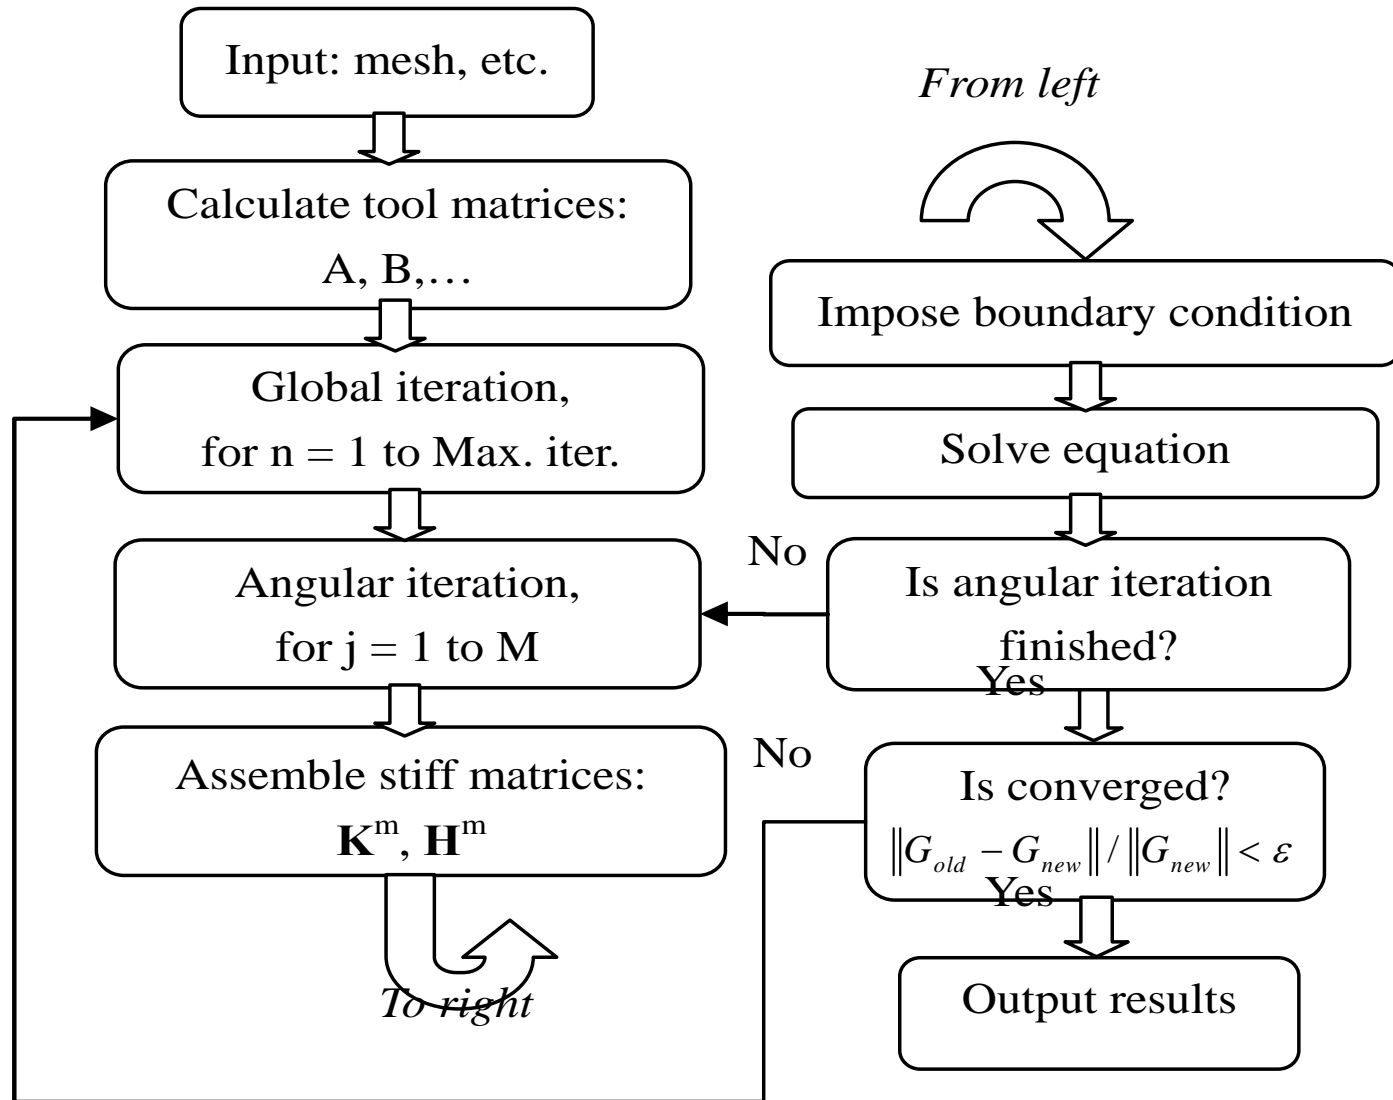 Input: mesh, etc.
Calculate tool matrices:
A, B,…
Global iteration,
for n = 1 to Max. iter.
Angular iteration,
for j = 1 to M
Assemble stiff matrices:
𝐊ᵐ, 𝐇ᵐ
To right
From left
Impose boundary condition
Solve equation
No
Is angular iteration
finished?
Yes
No
Is converged?
‖G_old − G_new‖ / ‖G_new‖ < ε
Yes
Output results